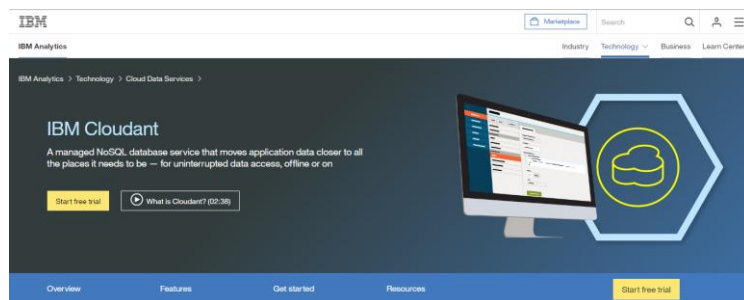 IBM
Marketplace
Search
IBM Analytics
Industry
Technology
Business
Learn Center
IBM Analytics > Technology > Cloud Data Services >
IBM Cloudant
A managed NoSQL database service that moves application data closer to all
the places it needs to be — for uninterrupted data access, offline or on
Start free trial
What is Cloudant? (02:38)
Overview
Features
Get started
Resources
Start free trial